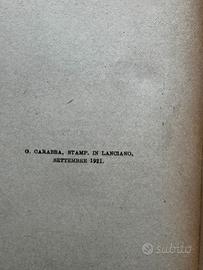 G. CARABBA, STAMP. IN LANCIANO,
SETTEMBRE 1921.
subito